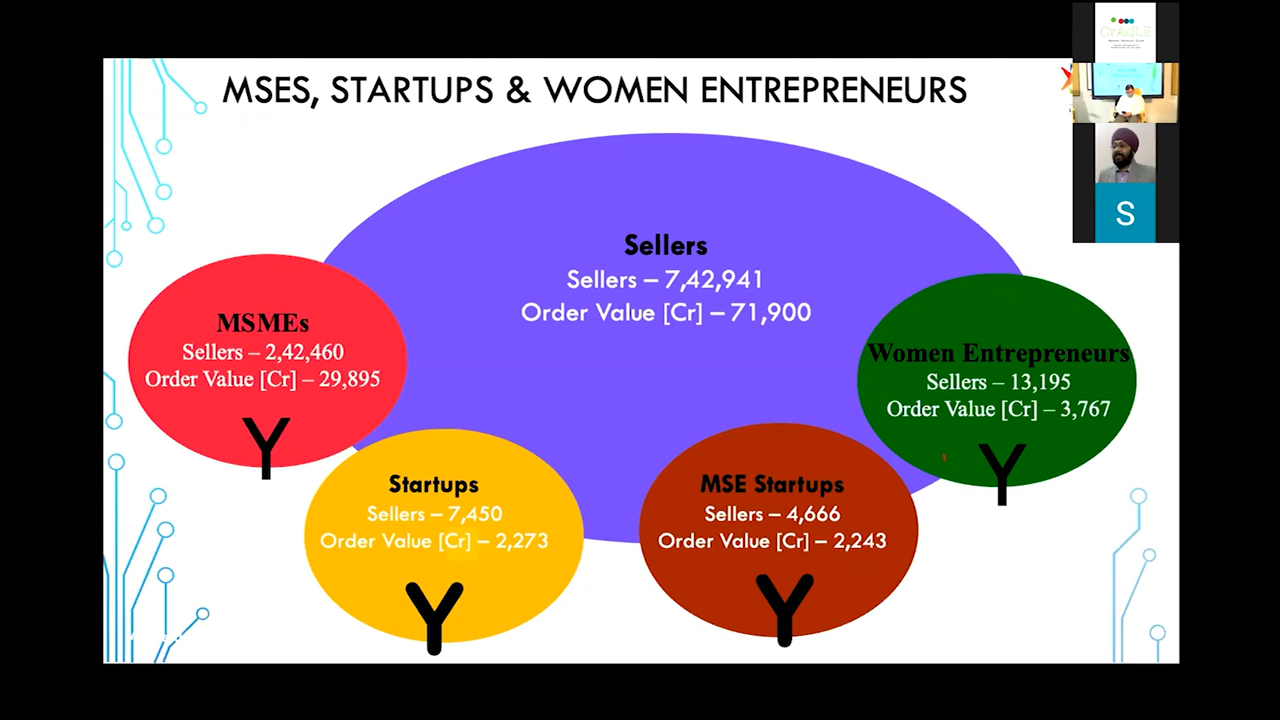 MSES, STARTUPS & WOMEN ENTREPRENEURS
Sellers
Sellers – 7,42,941
Order Value [Cr] – 71,900
MSMEs
Sellers – 2,42,460
Order Value [Cr] – 29,895
Y
Women Entrepreneurs
Sellers – 13,195
Order Value [Cr] – 3,767
Y
Startups
Sellers – 7,450
Order Value [Cr] – 2,273
Y
MSE Startups
Sellers – 4,666
Order Value [Cr] – 2,243
Y
S